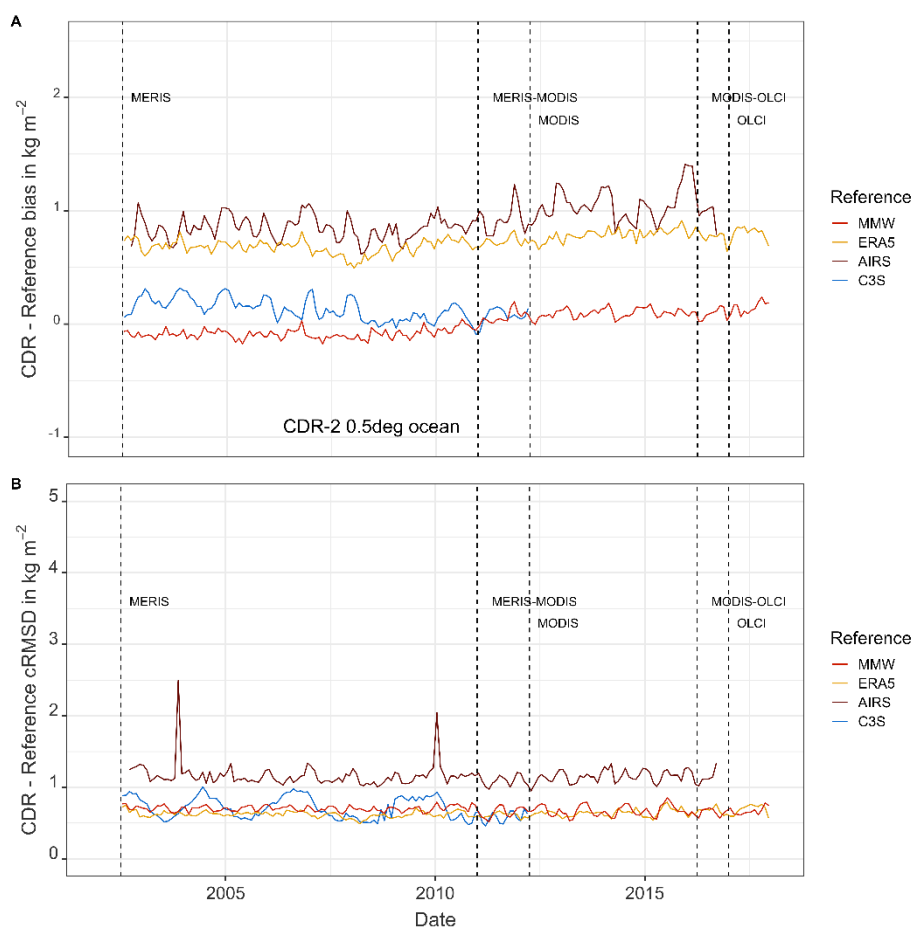 A
CDR - Reference bias in kg m⁻²
2
1
0
-1
MERIS
MERIS-MODIS
MODIS
MODIS-OLCI
OLCI
CDR-2 0.5deg ocean
Reference
MMW
ERA5
AIRS
C3S
B
CDR - Reference cRMSD in kg m⁻²
5
4
3
2
1
0
MERIS
MERIS-MODIS
MODIS
MODIS-OLCI
OLCI
Reference
MMW
ERA5
AIRS
C3S
2005
2010
2015
Date